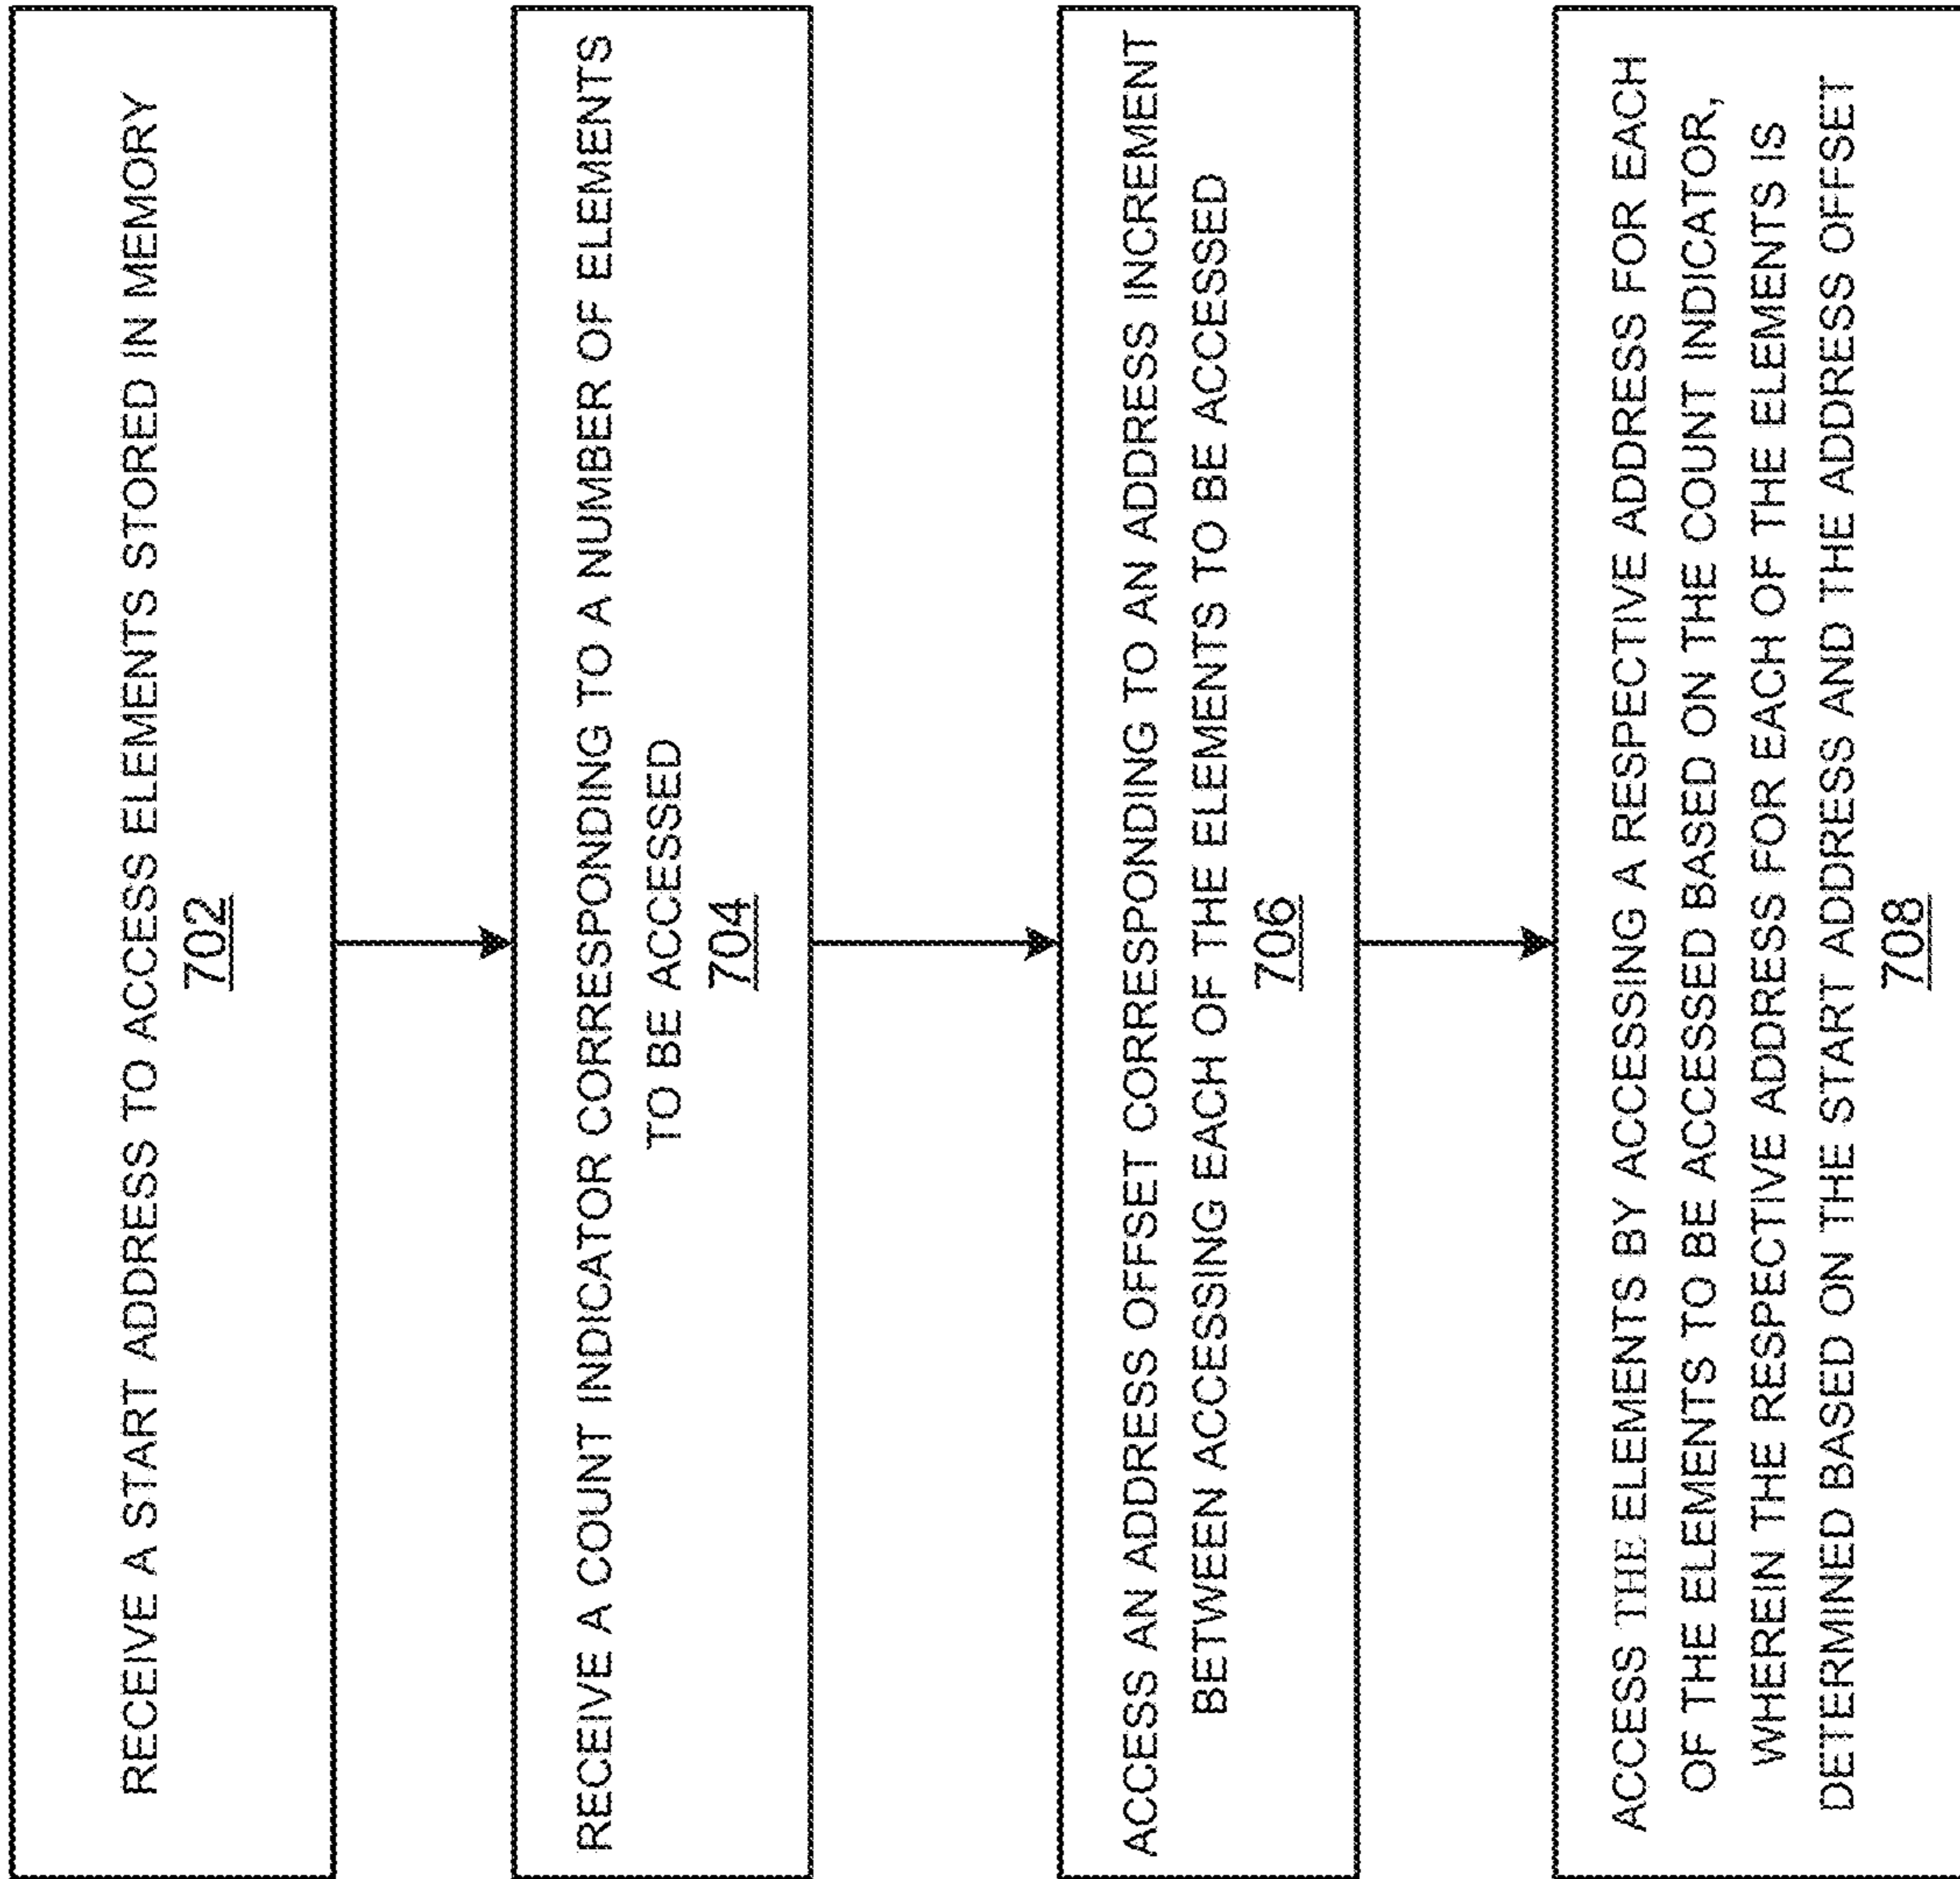 RECEIVE A START ADDRESS TO ACCESS ELEMENTS STORED IN MEMORY
702
RECEIVE A COUNT INDICATOR CORRESPONDING TO A NUMBER OF ELEMENTS
TO BE ACCESSED
704
ACCESS AN ADDRESS OFFSET CORRESPONDING TO AN ADDRESS INCREMENT
BETWEEN ACCESSING EACH OF THE ELEMENTS TO BE ACCESSED
706
ACCESS THE ELEMENTS BY ACCESSING A RESPECTIVE ADDRESS FOR EACH
OF THE ELEMENTS TO BE ACCESSED BASED ON THE COUNT INDICATOR,
WHEREIN THE RESPECTIVE ADDRESS FOR EACH OF THE ELEMENTS IS
DETERMINED BASED ON THE START ADDRESS AND THE ADDRESS OFFSET
708